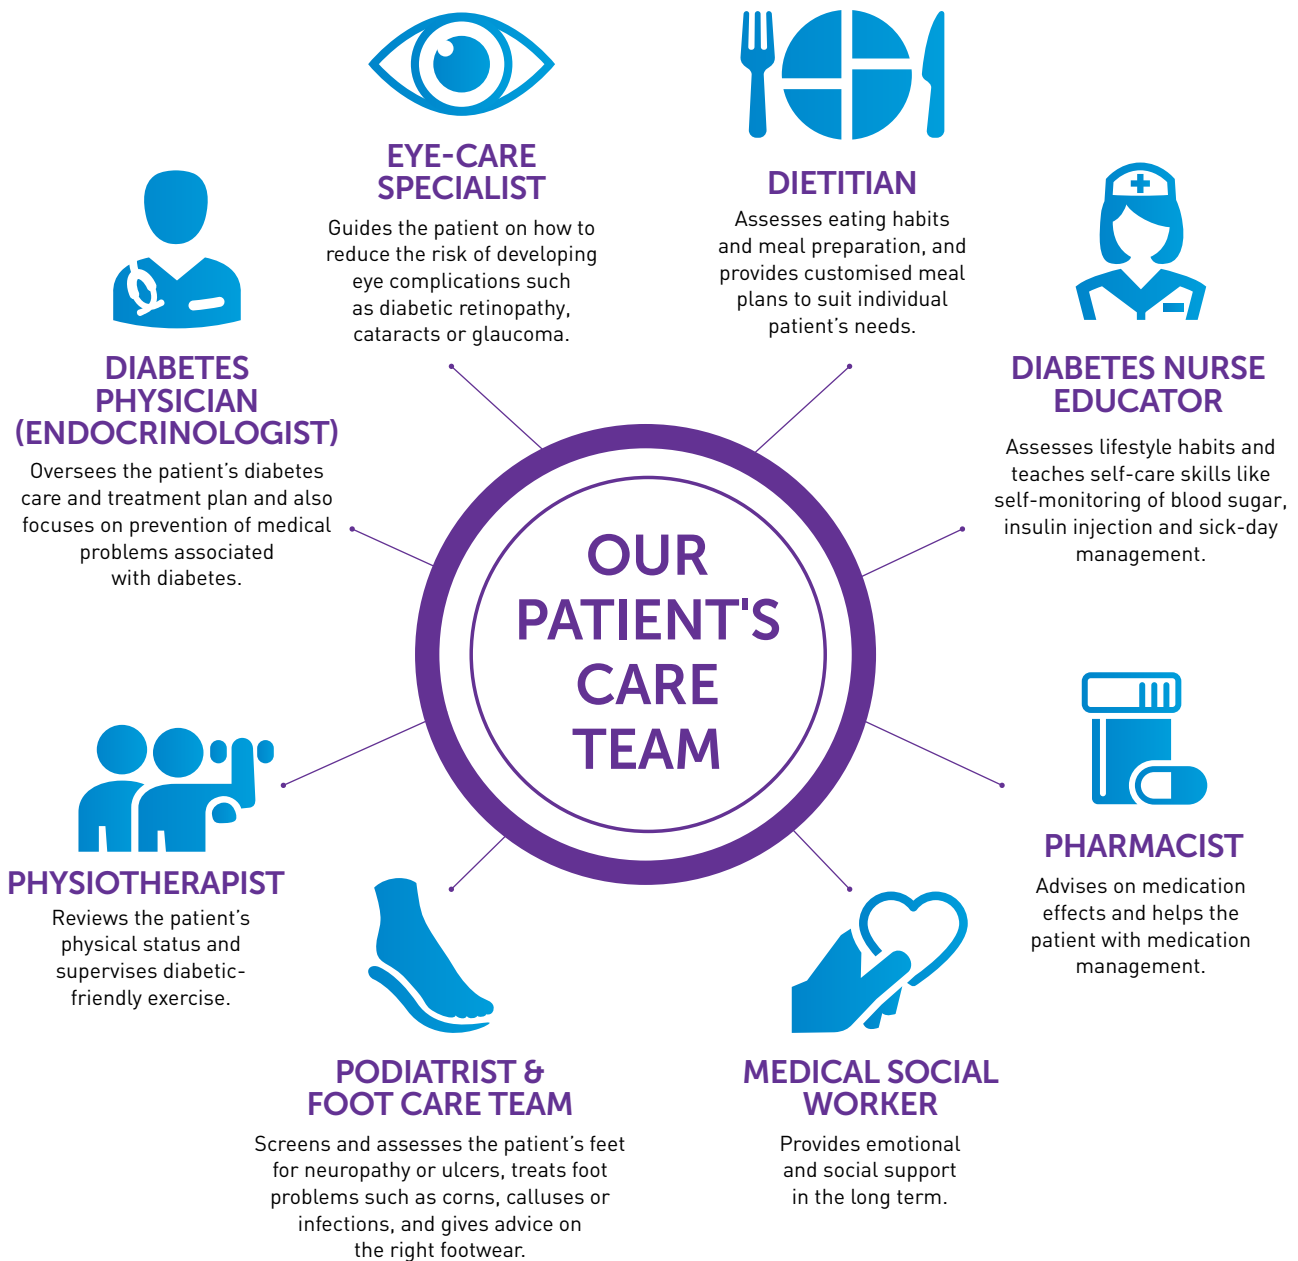 EYE-CARE
SPECIALIST
Guides the patient on how to
reduce the risk of developing
eye complications such
as diabetic retinopathy,
cataracts or glaucoma.
DIETITIAN
Assesses eating habits
and meal preparation, and
provides customised meal
plans to suit individual
patient’s needs.
DIABETES
PHYSICIAN
(ENDOCRINOLOGIST)
Oversees the patient’s diabetes
care and treatment plan and also
focuses on prevention of medical
problems associated
with diabetes.
DIABETES NURSE
EDUCATOR
Assesses lifestyle habits and
teaches self-care skills like
self-monitoring of blood sugar,
insulin injection and sick-day
management.
OUR
PATIENT'S
CARE
TEAM
PHYSIOTHERAPIST
Reviews the patient’s
physical status and
supervises diabetic-
friendly exercise.
PHARMACIST
Advises on medication
effects and helps the
patient with medication
management.
PODIATRIST &
FOOT CARE TEAM
Screens and assesses the patient’s feet
for neuropathy or ulcers, treats foot
problems such as corns, calluses or
infections, and gives advice on
the right footwear.
MEDICAL SOCIAL
WORKER
Provides emotional
and social support
in the long term.